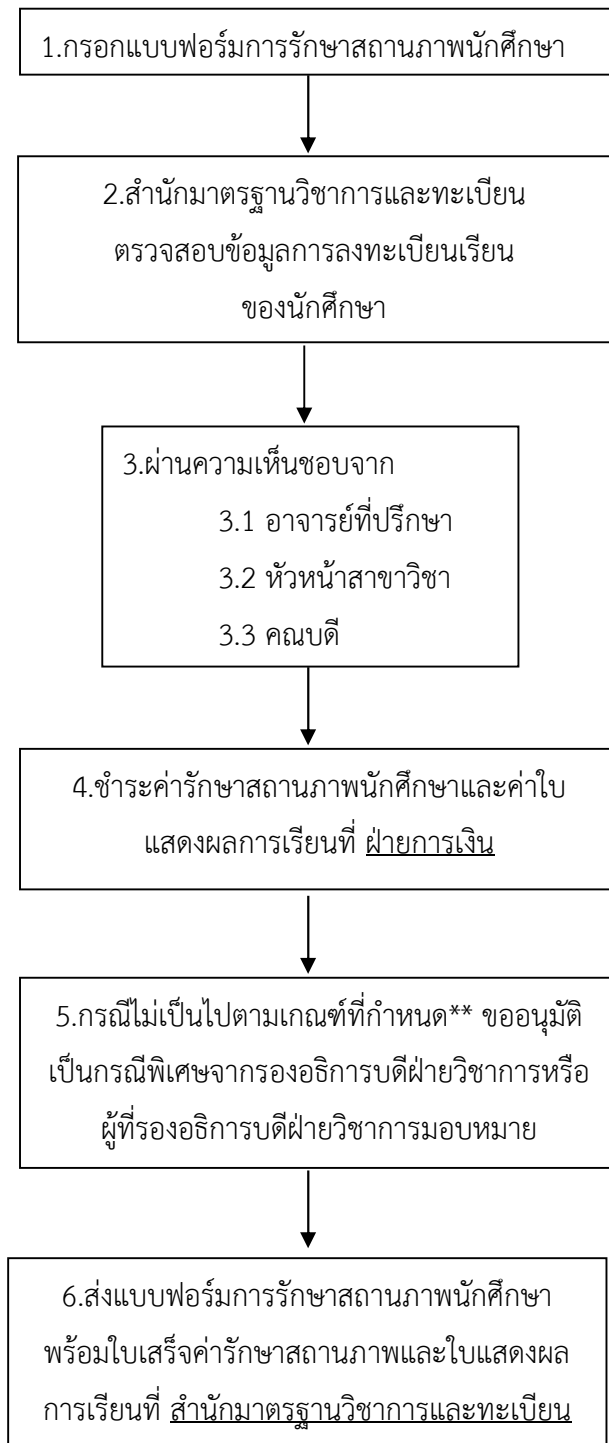 1.กรอกแบบฟอร์มการรักษาสถานภาพนักศึกษา
2.สำนักมาตรฐานวิชาการและทะเบียน
ตรวจสอบข้อมูลการลงทะเบียนเรียน
ของนักศึกษา
3.ผ่านความเห็นชอบจาก
3.1 อาจารย์ที่ปรึกษา
3.2 หัวหน้าสาขาวิชา
3.3 คณบดี
4.ชำระค่ารักษาสถานภาพนักศึกษาและค่าใบ
แสดงผลการเรียนที่ ฝ่ายการเงิน
5.กรณีไม่เป็นไปตามเกณฑ์ที่กำหนด** ขออนุมัติ
เป็นกรณีพิเศษจากรองอธิการบดีฝ่ายวิชาการหรือ
ผู้ที่รองอธิการบดีฝ่ายวิชาการมอบหมาย
6.ส่งแบบฟอร์มการรักษาสถานภาพนักศึกษา
พร้อมใบเสร็จค่ารักษาสถานภาพและใบแสดงผล
การเรียนที่ สำนักมาตรฐานวิชาการและทะเบียน